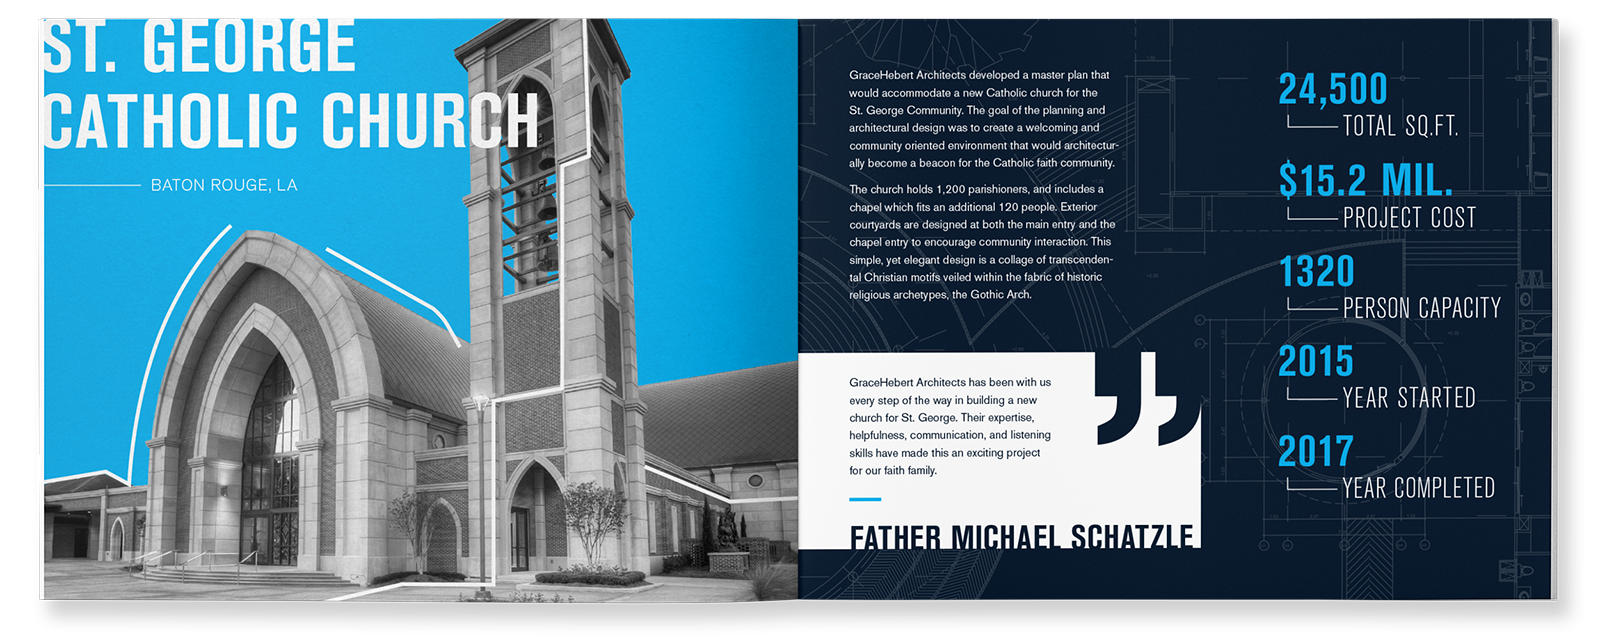 ST. GEORGE
CATHOLIC CHURCH
BATON ROUGE, LA
GraceHebert Architects developed a master plan that
would accommodate a new Catholic church for the
St. George Community. The goal of the planning and
architectural design was to create a welcoming and
community oriented environment that would architectur-
ally become a beacon for the Catholic faith community.
The church holds 1,200 parishioners, and includes a
chapel which fits an additional 120 people. Exterior
courtyards are designed at both the main entry and the
chapel entry to encourage community interaction. This
simple, yet elegant design is a collage of transcenden-
tal Christian motifs veiled within the fabric of historic
religious archetypes, the Gothic Arch.
GraceHebert Architects has been with us
every step of the way in building a new
church for St. George. Their expertise,
helpfulness, communication, and listening
skills have made this an exciting project
for our faith family.
”
FATHER MICHAEL SCHATZLE
24,500
TOTAL SQ.FT.
$15.2 MIL.
PROJECT COST
1320
PERSON CAPACITY
2015
YEAR STARTED
2017
YEAR COMPLETED